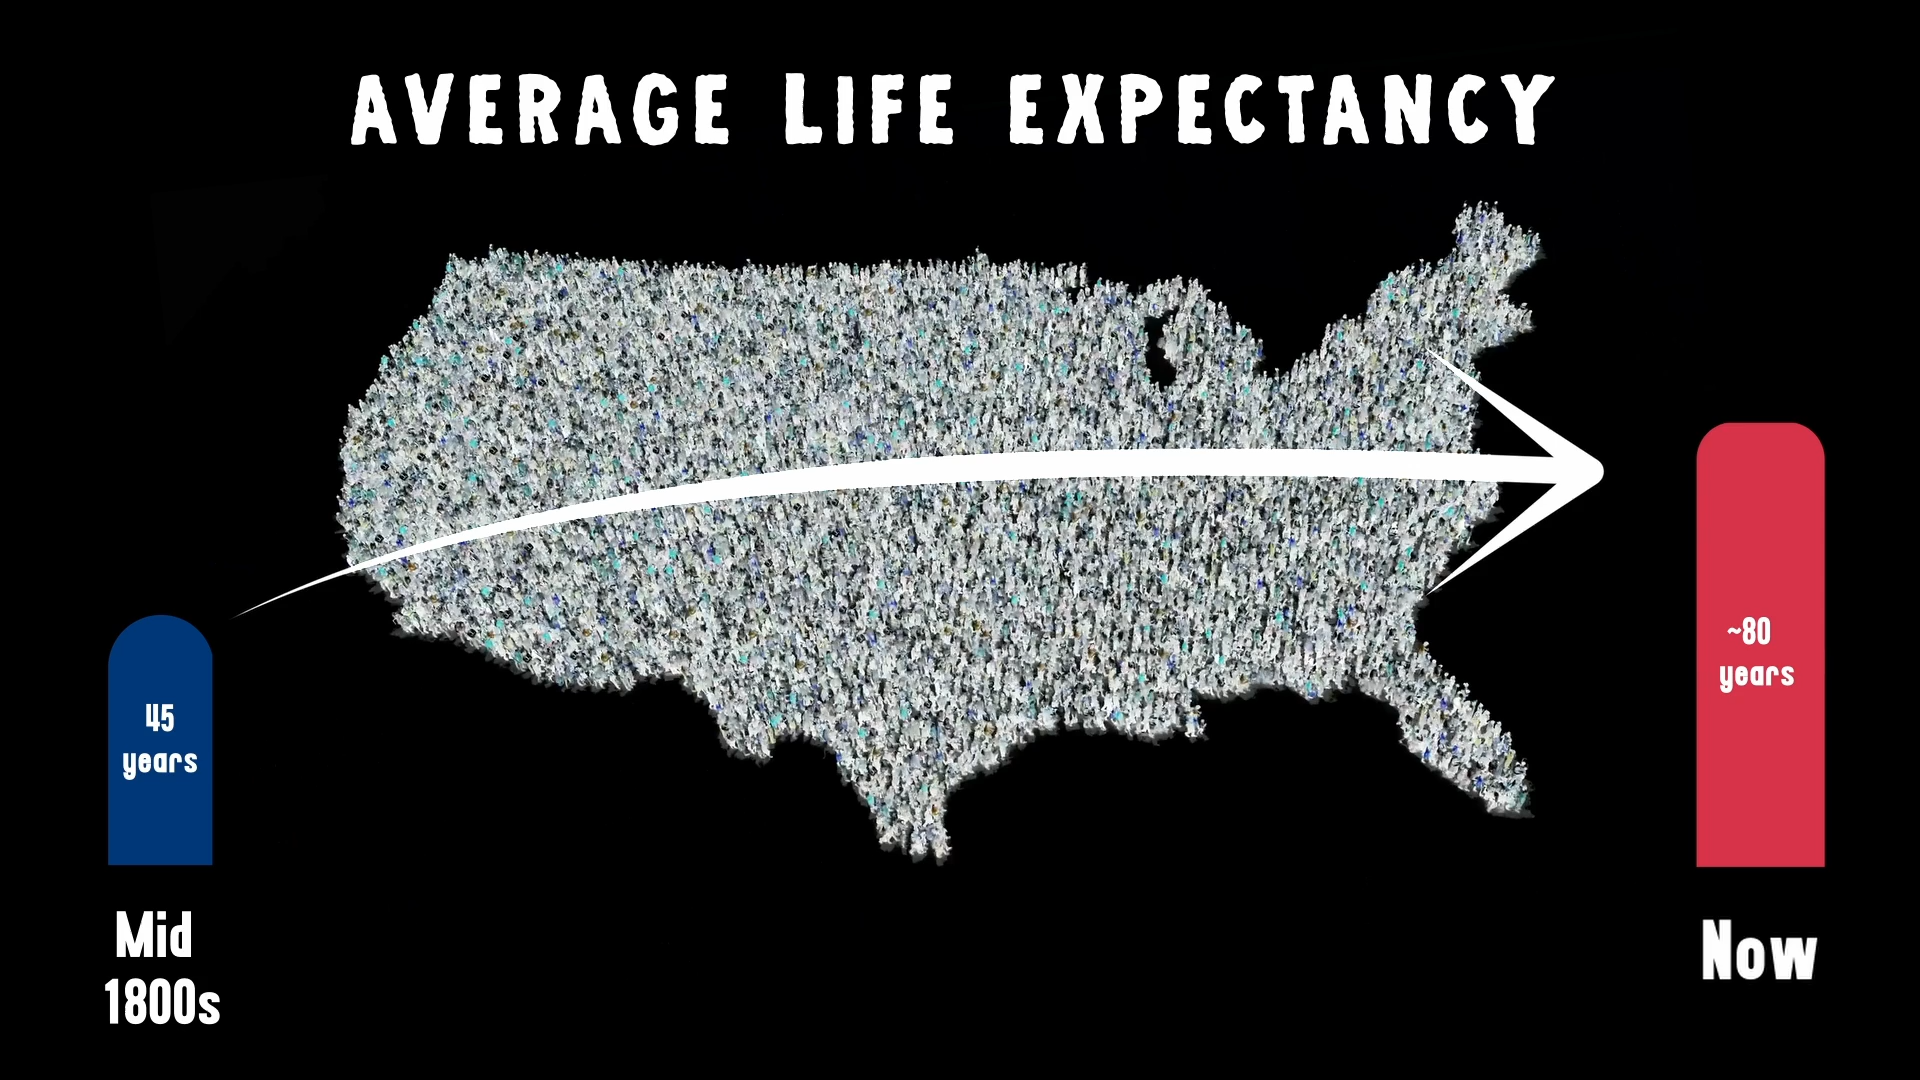 AVERAGE LIFE EXPECTANCY
45
years
~80
years
Mid
1800s
Now